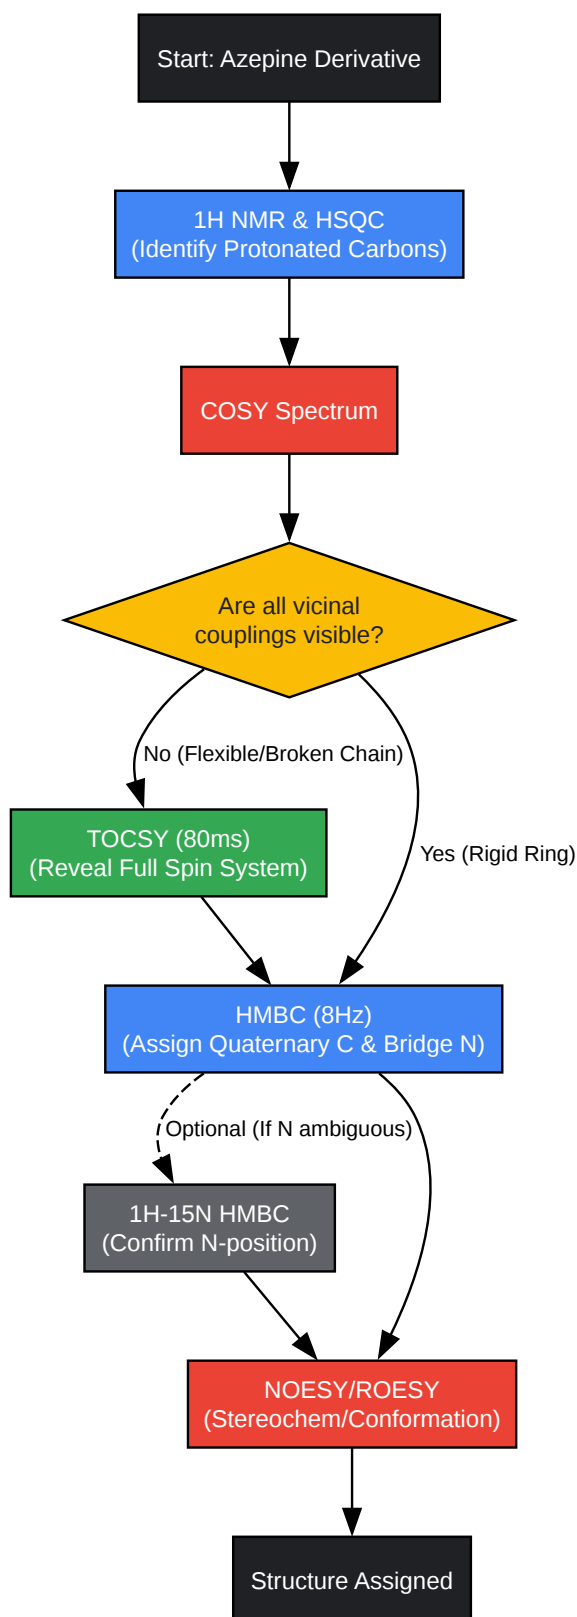 Start: Azepine Derivative
1H NMR & HSQC
(Identify Protonated Carbons)
COSY Spectrum
Are all vicinal
couplings visible?
No (Flexible/Broken Chain)
TOCSY (80ms)
(Reveal Full Spin System)
Yes (Rigid Ring)
HMBC (8Hz)
(Assign Quaternary C & Bridge N)
Optional (If N ambiguous)
1H-15N HMBC
(Confirm N-position)
NOESY/ROESY
(Stereochem/Conformation)
Structure Assigned